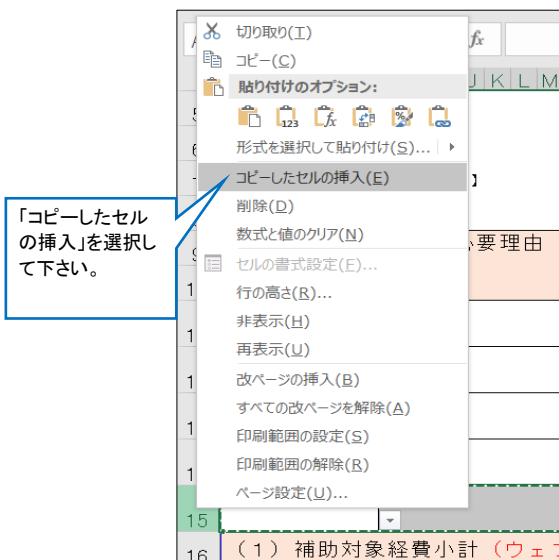 切り取り(T)
fx
コピー(C)
貼り付けのオプション:
J K L M
123
fx
形式を選択して貼り付け(S)...
コピーしたセルの挿入(E)
】
「コピーしたセル
の挿入」を選択し
て下さい。
削除(D)
数式と値のクリア(N)
要理由
セルの書式設定(F)...
行の高さ(R)...
非表示(H)
再表示(U)
改ページの挿入(B)
すべての改ページを解除(A)
印刷範囲の設定(S)
印刷範囲の解除(R)
ページ設定(U)...
15
16
(1)補助対象経費小計(ウェ